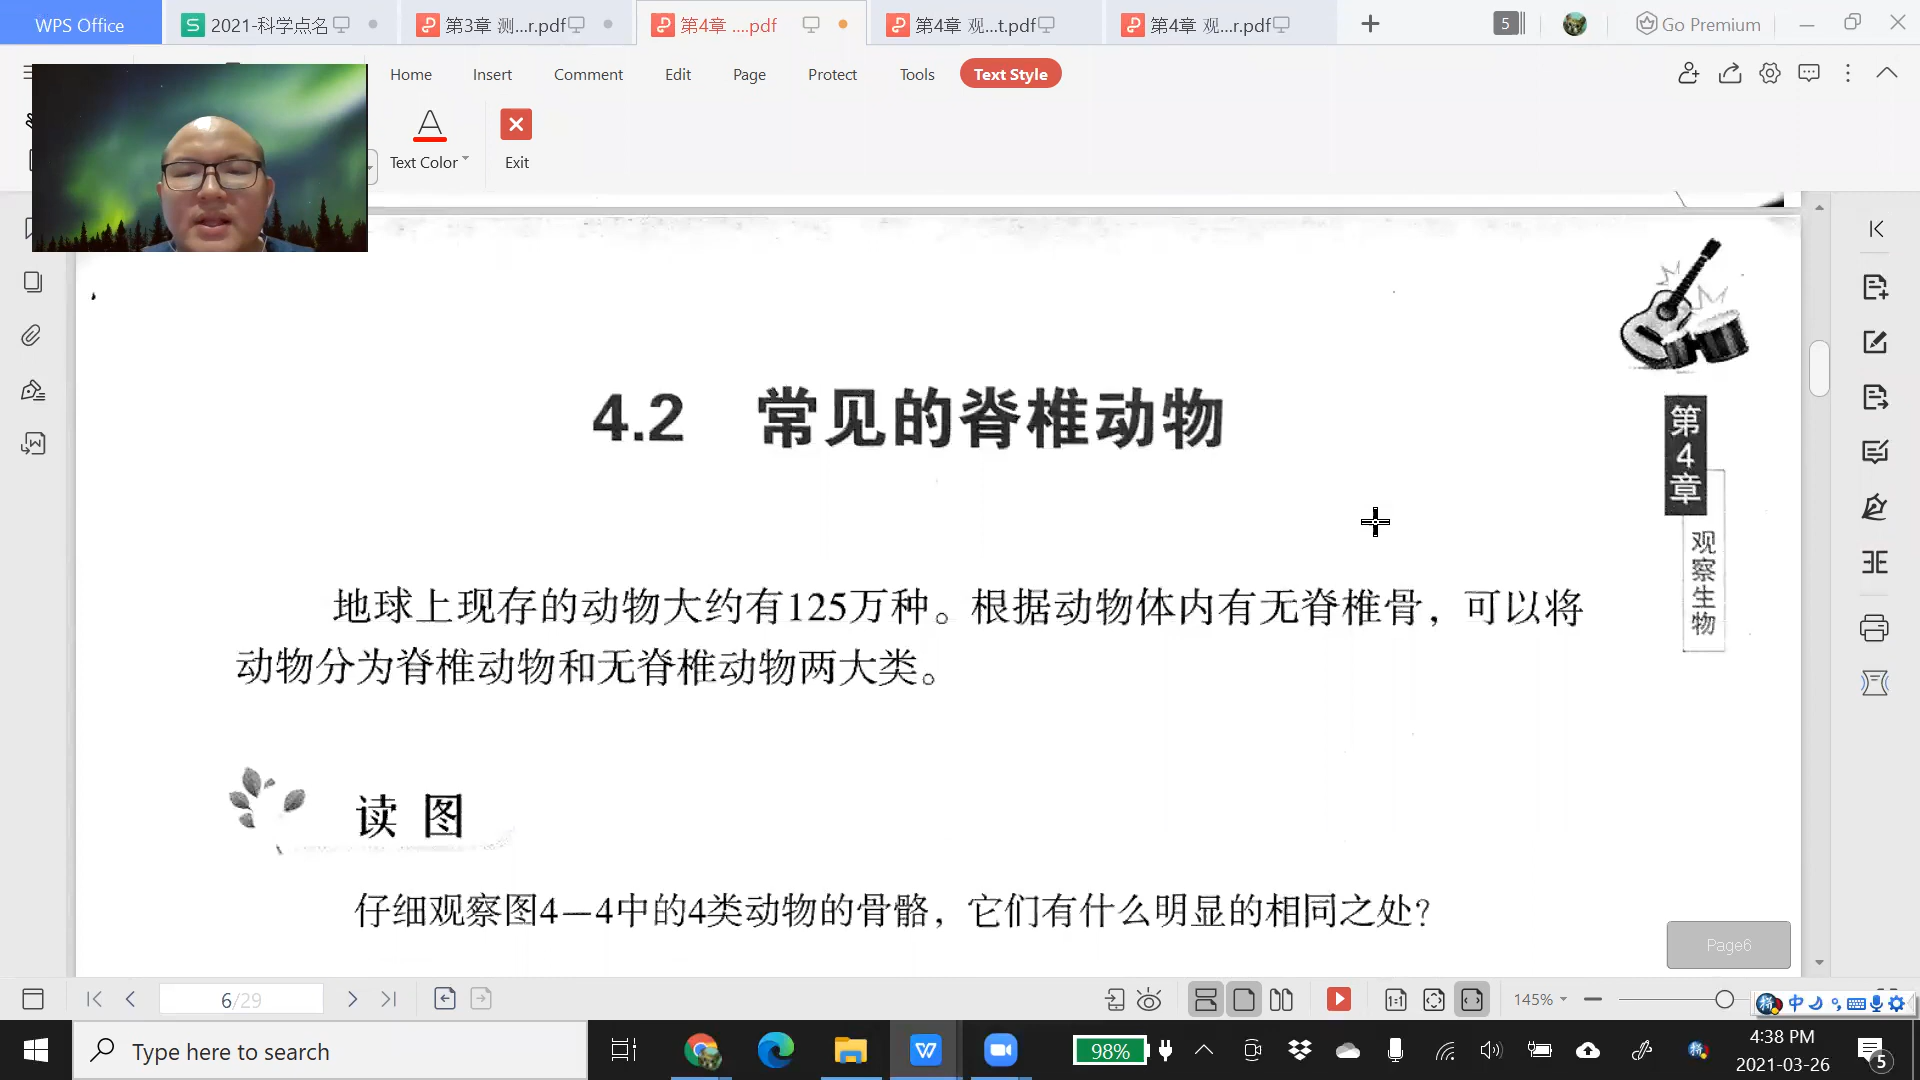 WPS Office
2021-科学点名
第3章 测...r.pdf
第4章 ....pdf
第4章 观...t.pdf
第4章 观...r.pdf
5
Go Premium
Home
Insert
Comment
Edit
Page
Protect
Tools
Text Style
Text Color
Exit
4.2 常见的脊椎动物
第4章
观察生物
地球上现存的动物大约有125万种。根据动物体内有无脊椎骨，可以将
动物分为脊椎动物和无脊椎动物两大类。
读 图
仔细观察图4—4中的4类动物的骨骼，它们有什么明显的相同之处?
Page6
6/29
1:1
145%
中
Type here to search
98%
4:38 PM
2021-03-26
5